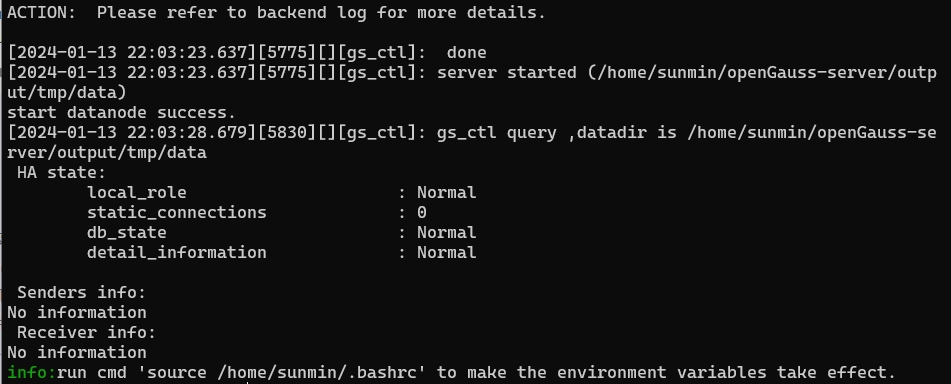 ACTION:  Please refer to backend log for more details.

[2024-01-13 22:03:23.637][5775][][gs_ctl]:  done
[2024-01-13 22:03:23.637][5775][][gs_ctl]: server started (/home/sunmin/openGauss-server/outp
ut/tmp/data)
start datanode success.
[2024-01-13 22:03:28.679][5830][][gs_ctl]: gs_ctl query ,datadir is /home/sunmin/openGauss-se
rver/output/tmp/data
 HA state:
        local_role                     : Normal
        static_connections             : 0
        db_state                       : Normal
        detail_information             : Normal

 Senders info:
No information
 Receiver info:
No information
info:run cmd 'source /home/sunmin/.bashrc' to make the environment variables take effect.